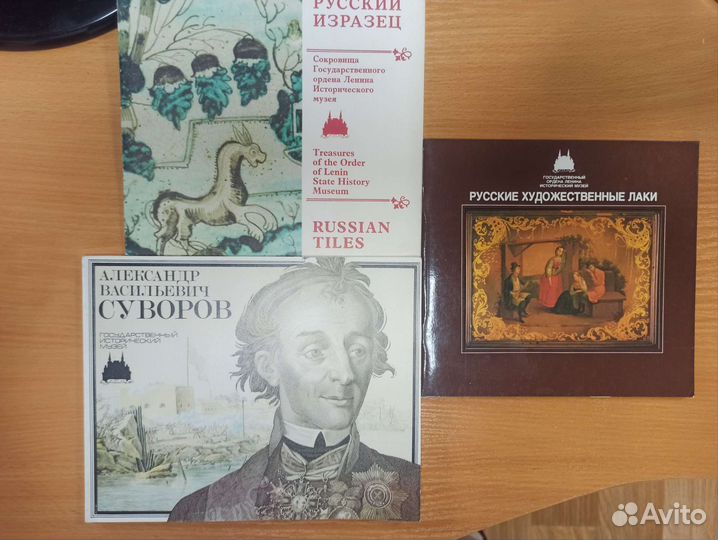 РУССКИЙ
ИЗРАЗЕЦ
Сокровища
Государственного
ордена Ленина
Исторического
музея
Treasures
of the Order
of Lenin
State History
Museum
RUSSIAN
TILES
ГОСУДАРСТВЕННЫЙ
ОРДЕНА ЛЕНИНА
ИСТОРИЧЕСКИЙ МУЗЕЙ
РУССКИЕ ХУДОЖЕСТВЕННЫЕ ЛАКИ
АЛЕКСАНДР
ВАСИЛЬЕВИЧ
СУВОРОВ
ГОСУДАРСТВЕННЫЙ
ИСТОРИЧЕСКИЙ
МУЗЕЙ
Avito